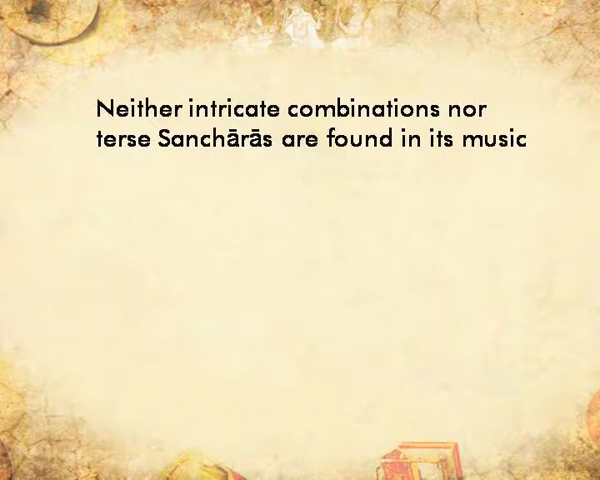 Neither intricate combinations nor
terse Sanchārās are found in its music